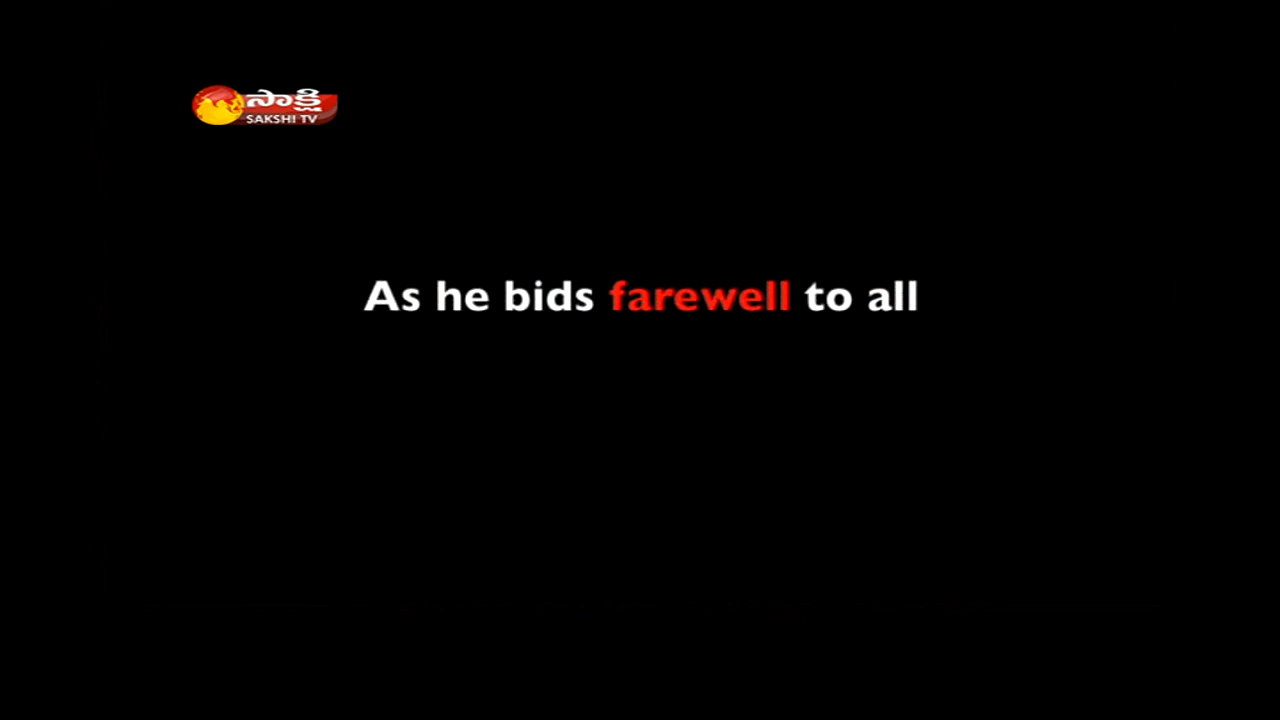 సాక్షి
SAKSHI TV
As he bids farewell to all